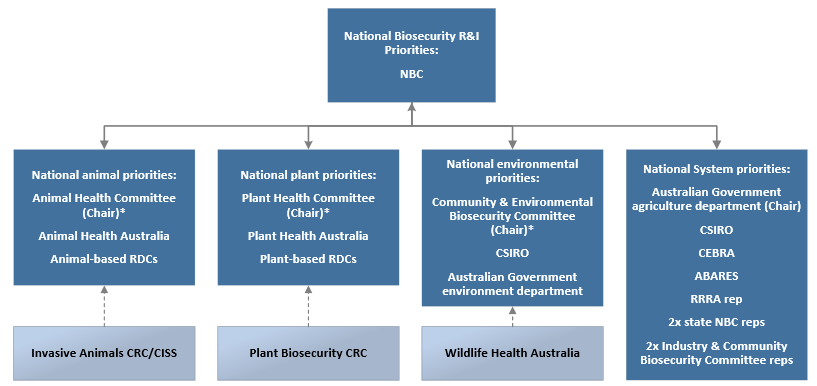 National Biosecurity R&I
Priorities:
NBC
National animal priorities:
Animal Health Committee
(Chair)*
Animal Health Australia
Animal-based RDCs
National plant priorities:
Plant Health Committee
(Chair)*
Plant Health Australia
Plant-based RDCs
National environmental
priorities:
Community & Environmental
Biosecurity Committee
(Chair)*
CSIRO
Australian Government
environment department
National System priorities:
Australian Government
agriculture department (Chair)
CSIRO
CEBRA
ABARES
RRRA rep
2x state NBC reps
2x Industry & Community
Biosecurity Committee reps
Invasive Animals CRC/CISS
Plant Biosecurity CRC
Wildlife Health Australia